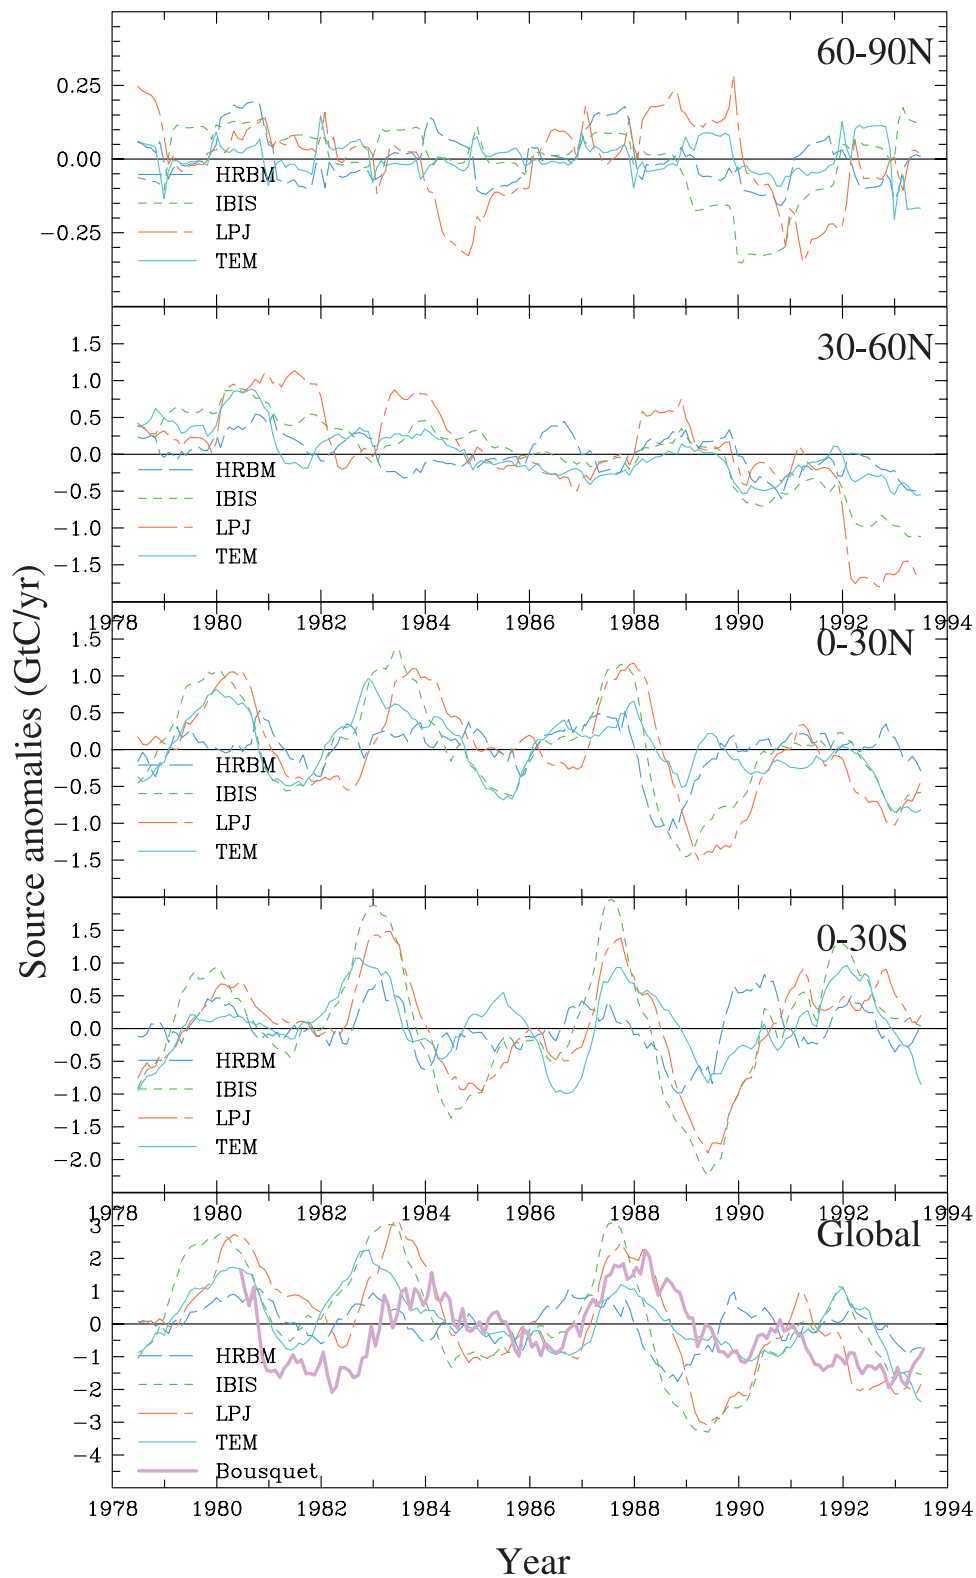 60-90N
0.25
0.00
-0.25
HRBM
IBIS
LPJ
TEM
30-60N
1.5
1.0
0.5
0.0
-0.5
-1.0
-1.5
HRBM
IBIS
LPJ
TEM
1978 1980 1982 1984 1986 1988 1990 1992 1994
0-30N
1.5
1.0
0.5
0.0
-0.5
-1.0
-1.5
HRBM
IBIS
LPJ
TEM
Source anomalies (GtC/yr)
0-30S
1.5
1.0
0.5
0.0
-0.5
-1.0
-1.5
-2.0
HRBM
IBIS
LPJ
TEM
1978 1980 1982 1984 1986 1988 1990 1992 1994
Global
3
2
1
0
-1
-2
-3
-4
HRBM
IBIS
LPJ
TEM
Bousquet
1978 1980 1982 1984 1986 1988 1990 1992 1994
Year